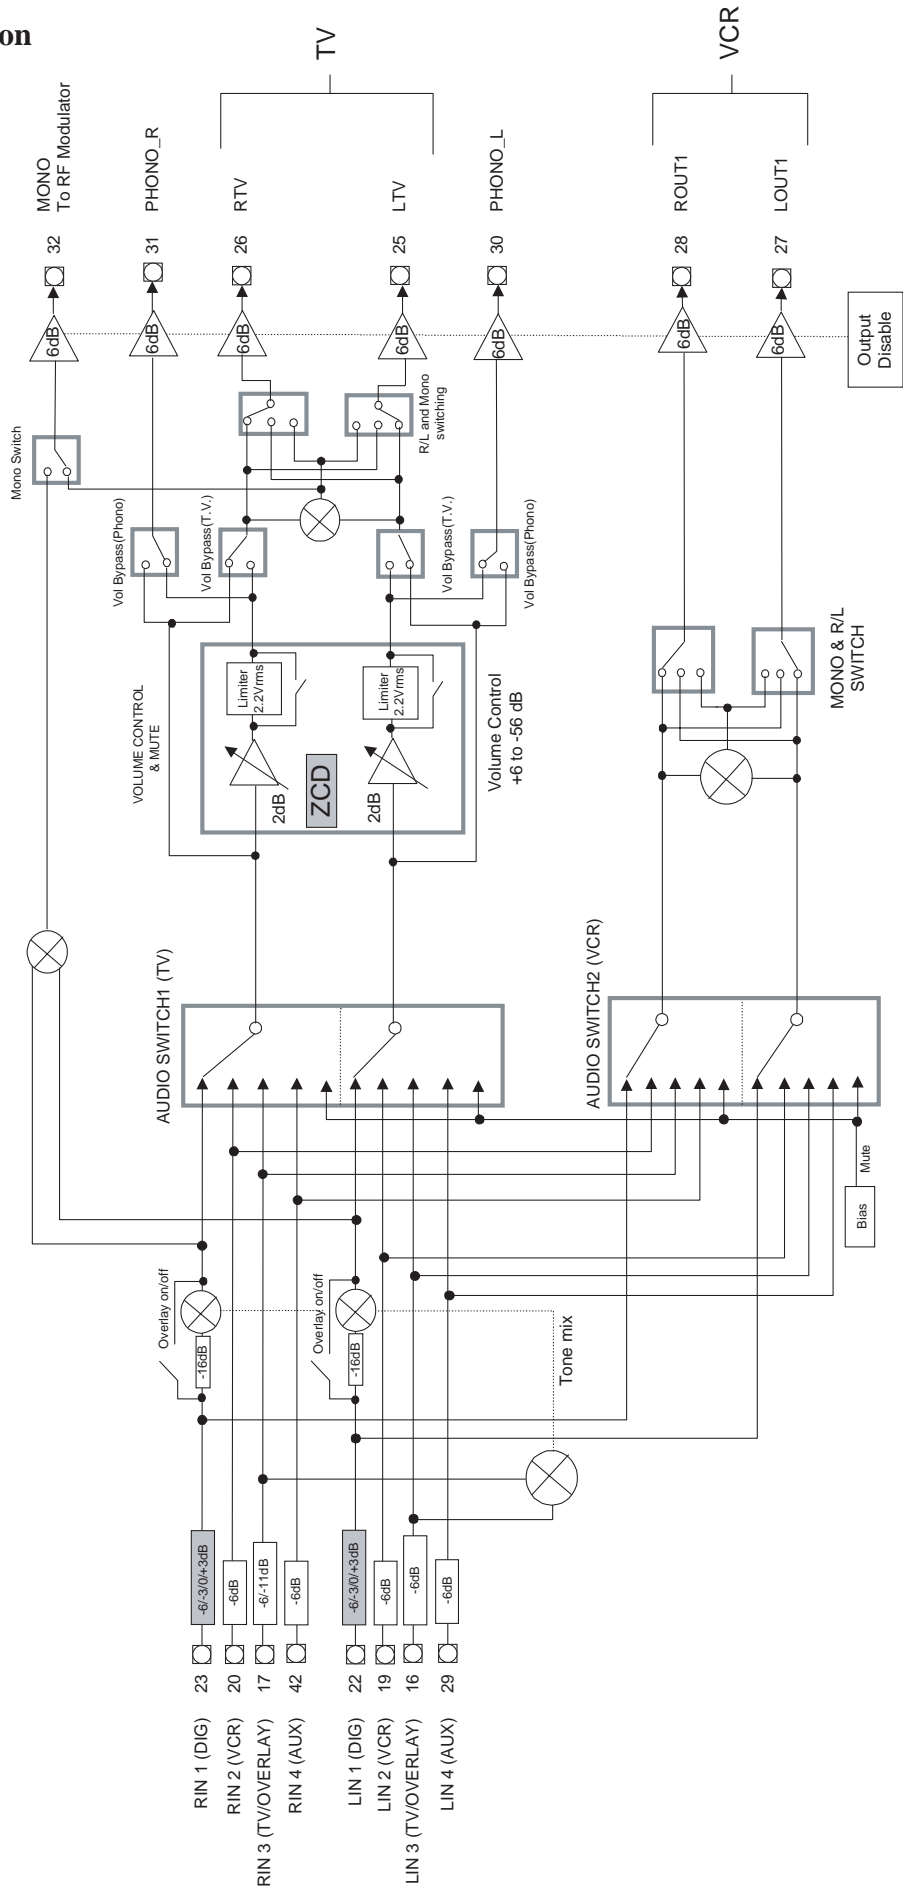 on
MONO
To RF Modulator
32
6dB
PHONO_R
31
6dB
TV
RTV
26
6dB
LTV
25
6dB
PHONO_L
30
6dB
VCR
ROUT1
28
6dB
LOUT1
27
6dB
Output
Disable
Mono Switch
R/L and Mono
switching
Vol Bypass(Phono)
Vol Bypass(T.V.)
Vol Bypass(T.V.)
Vol Bypass(Phono)
VOLUME CONTROL
& MUTE
Limiter
2.2Vrms
2dB
ZCD
Limiter
2.2Vrms
2dB
Volume Control
+6 to -56 dB
MONO & R/L
SWITCH
AUDIO SWITCH1 (TV)
AUDIO SWITCH2 (VCR)
Mute
Bias
Overlay on/off
-16dB
Overlay on/off
-16dB
Tone mix
-6/-3/0/+3dB
23
RIN 1 (DIG)
-6dB
20
RIN 2 (VCR)
-6/-11dB
17
RIN 3 (TV/OVERLAY)
-6dB
42
RIN 4 (AUX)
-6/-3/0/+3dB
22
LIN 1 (DIG)
-6dB
19
LIN 2 (VCR)
-6dB
16
LIN 3 (TV/OVERLAY)
-6dB
29
LIN 4 (AUX)